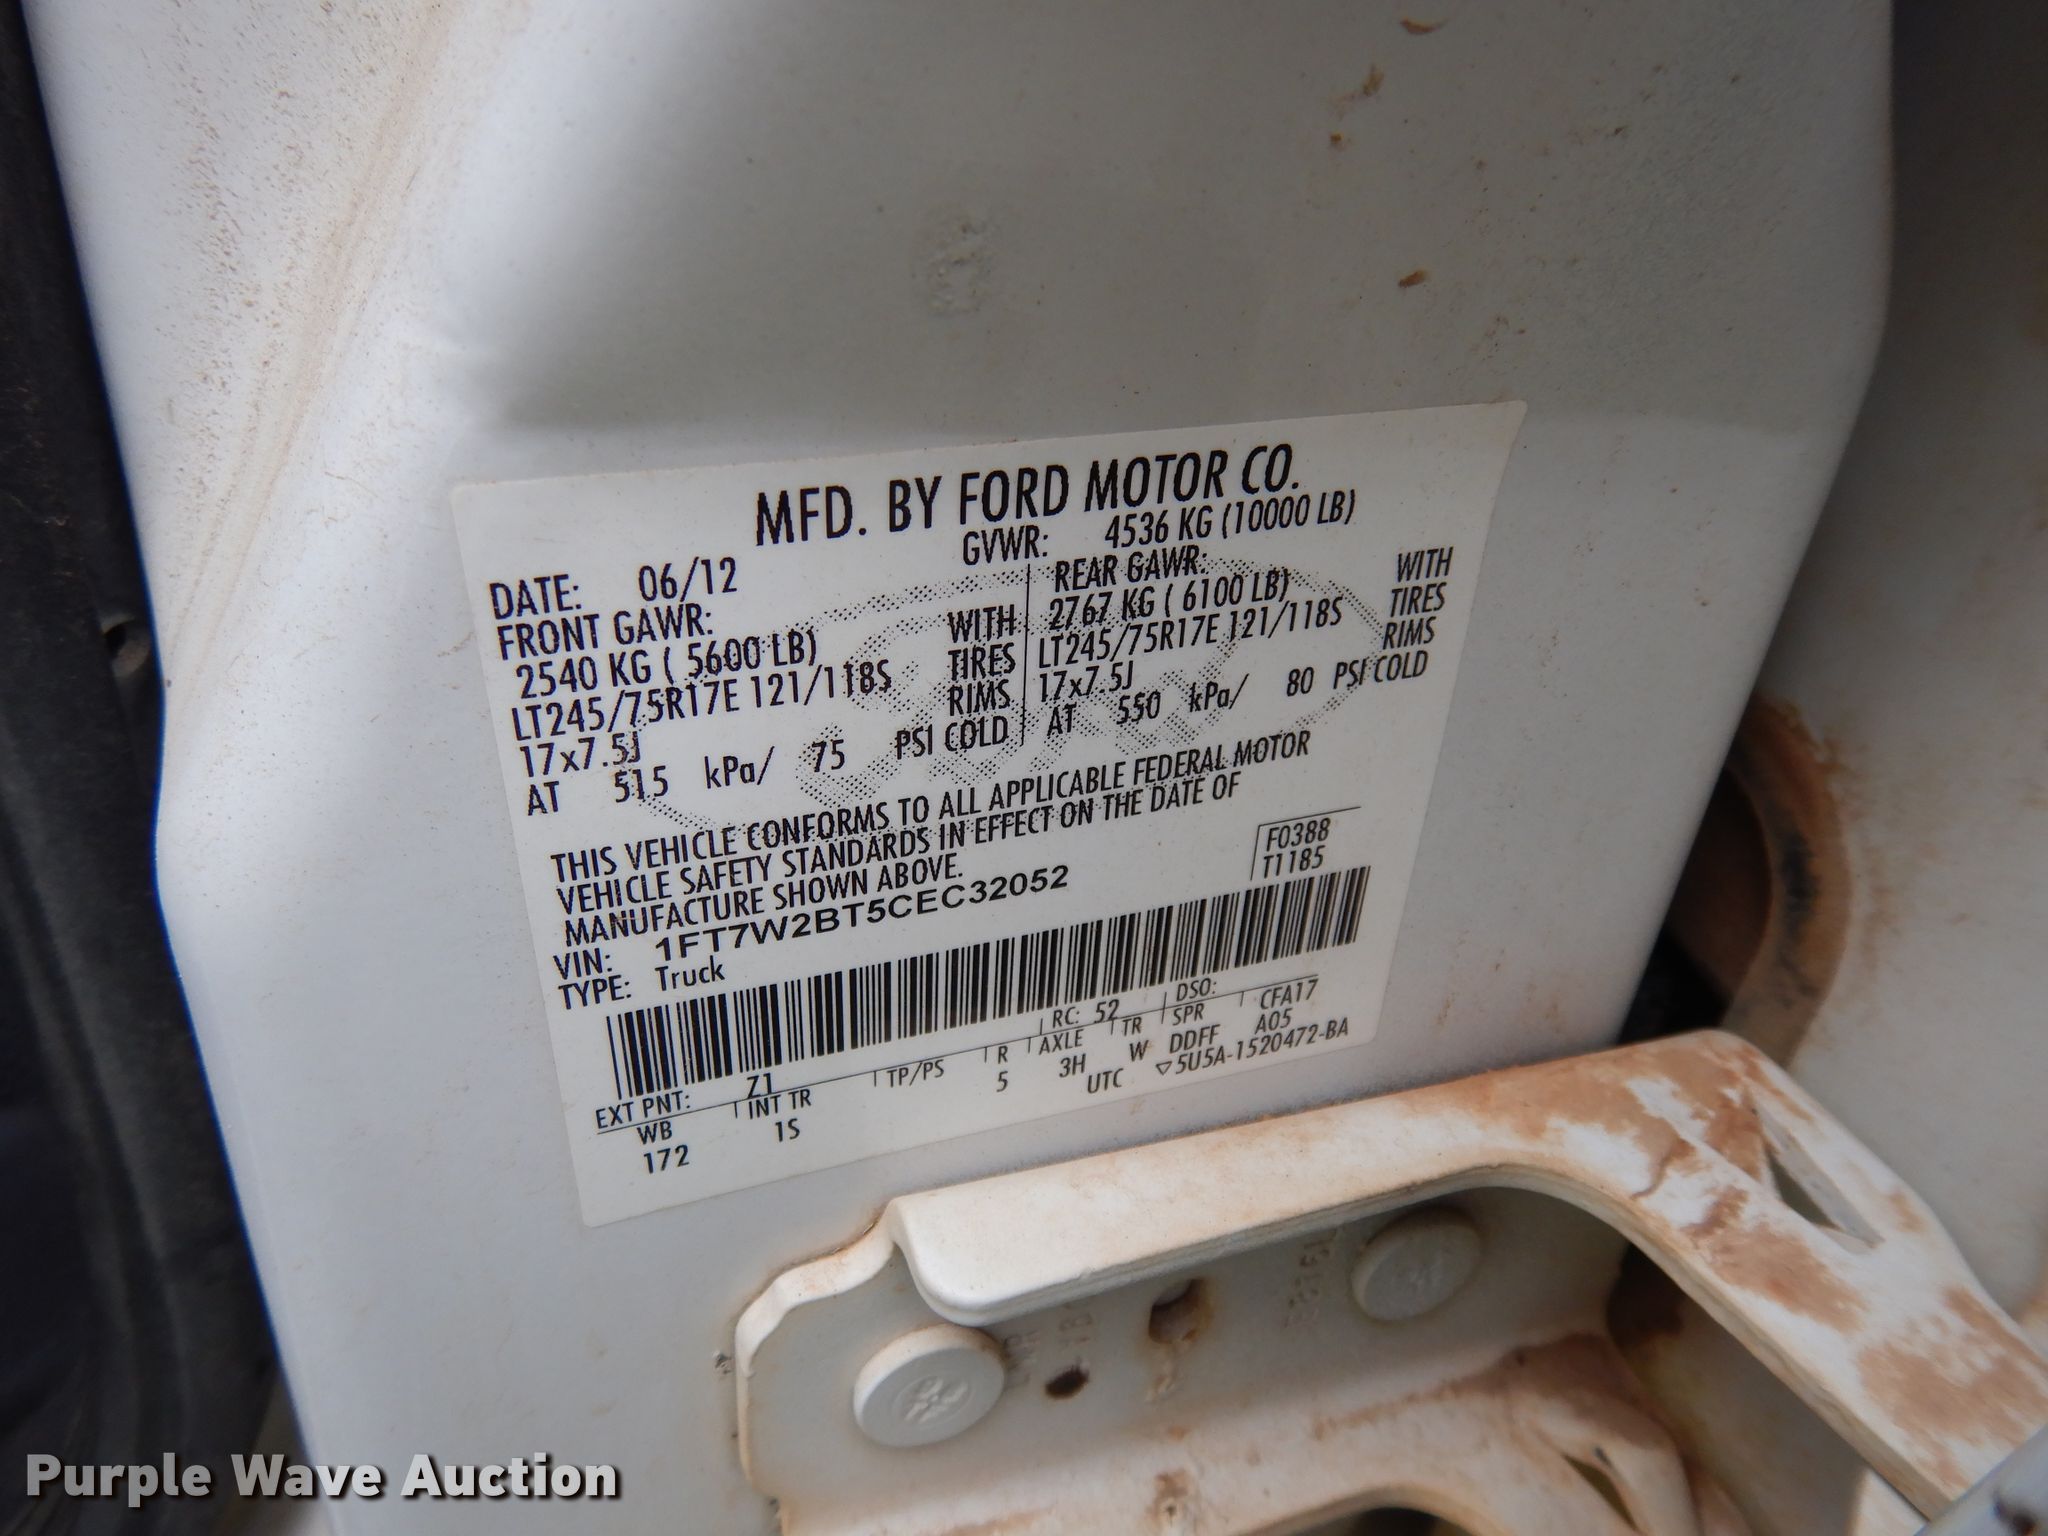 MFD. BY FORD MOTOR CO.
DATE: 06/12 GVWR: 4536 KG (10000 LB)
FRONT GAWR:
2540 KG ( 5600 LB) WITH
LT245/75R17E 121/118S TIRES
17x7.5J RIMS
AT 515 kPa/ 75 PSI COLD
REAR GAWR: WITH
2767 KG ( 6100 LB) TIRES
LT245/75R17E 121/118S RIMS
17x7.5J
AT 550 kPa/ 80 PSI COLD
THIS VEHICLE CONFORMS TO ALL APPLICABLE FEDERAL MOTOR
VEHICLE SAFETY STANDARDS IN EFFECT ON THE DATE OF
MANUFACTURE SHOWN ABOVE.
F0388
T1185
VIN: 1FT7W2BT5CEC32052
TYPE: Truck
EXT PNT: Z1 RC: 52 DSO:
WB INT TR TP/PS R AXLE TR SPR CFA17
172 1S 5 3H W DDFF A05
UTC ▽5U5A-1520472-BA
Purple Wave Auction